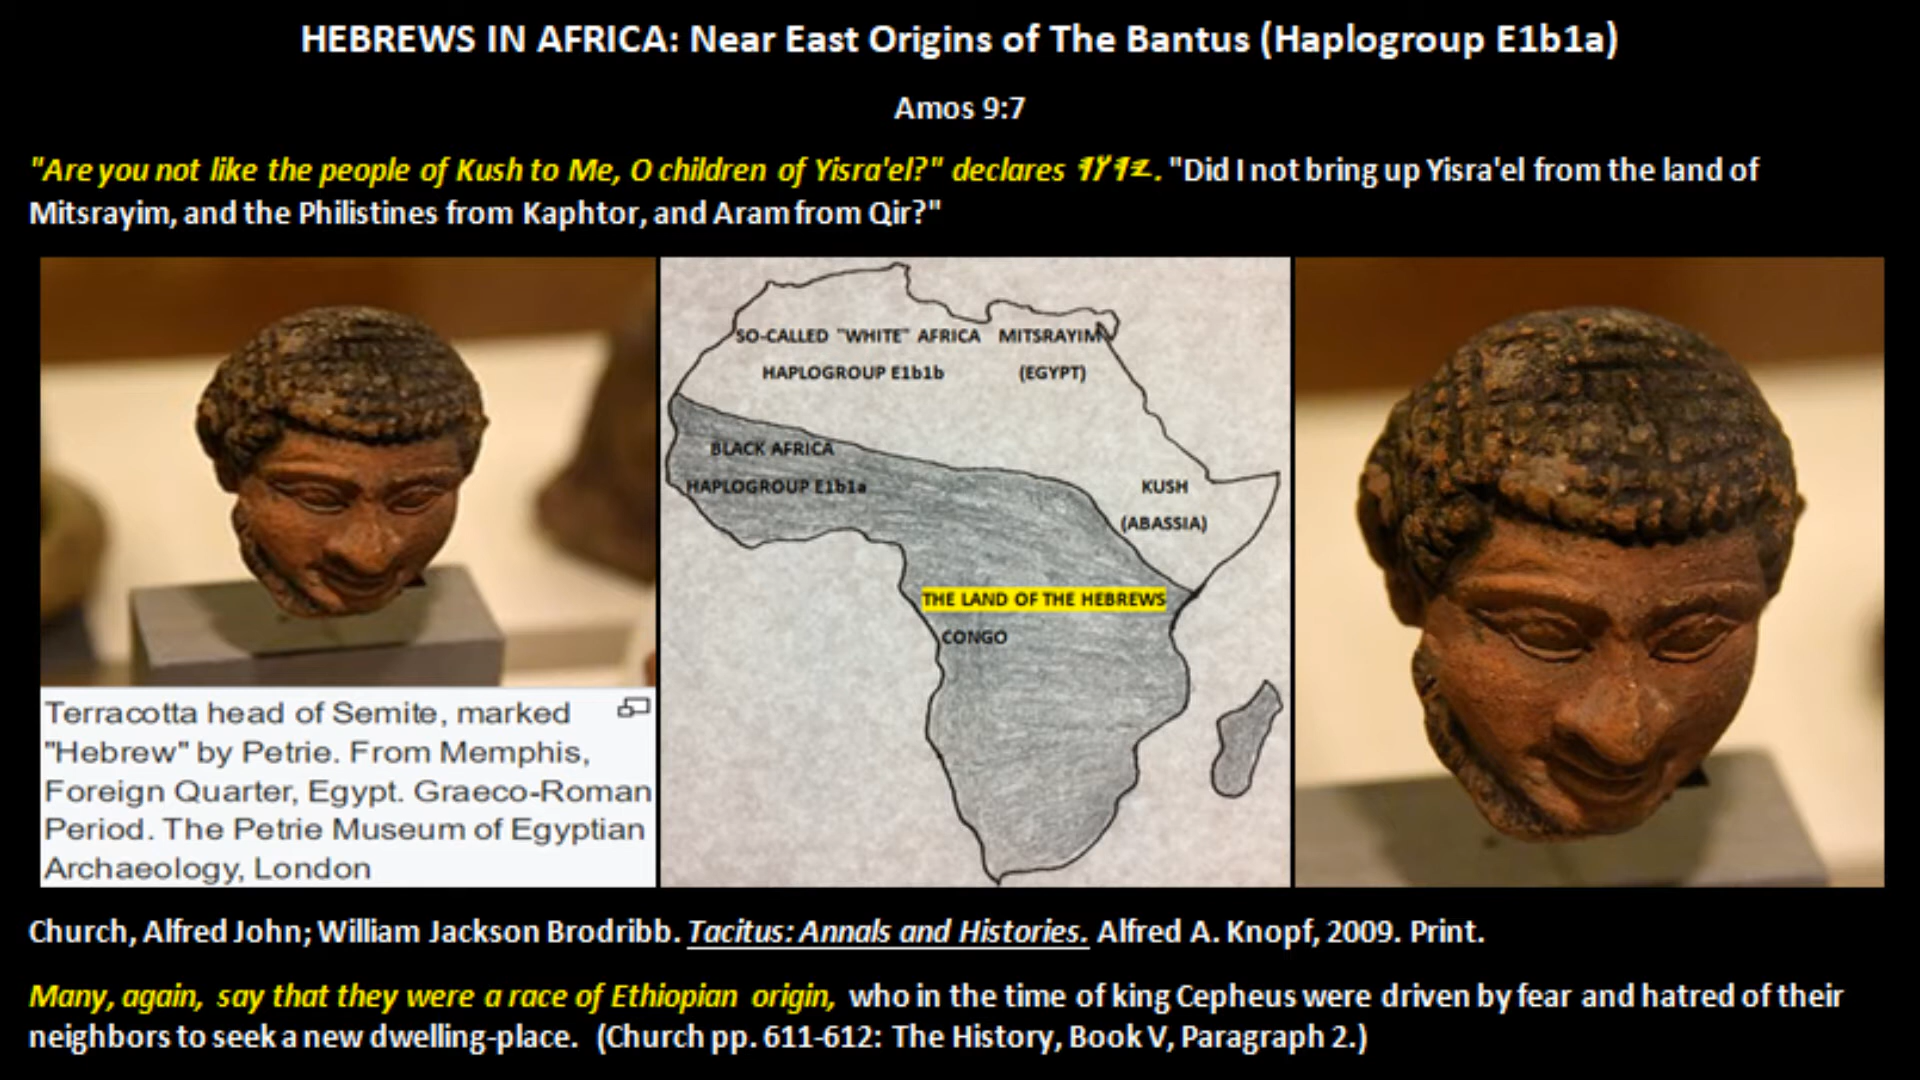 HEBREWS IN AFRICA: Near East Origins of The Bantus (Haplogroup E1b1a)
Amos 9:7
"Are you not like the people of Kush to Me, O children of Yisra'el?" declares 𐤉𐤄𐤅𐤄. "Did I not bring up Yisra'el from the land of
Mitsrayim, and the Philistines from Kaphtor, and Aram from Qir?"
Terracotta head of Semite, marked
"Hebrew" by Petrie. From Memphis,
Foreign Quarter, Egypt. Graeco-Roman
Period. The Petrie Museum of Egyptian
Archaeology, London
SO-CALLED "WHITE" AFRICA
HAPLOGROUP E1b1b
MITSRAYIM
(EGYPT)
BLACK AFRICA
HAPLOGROUP E1b1a
KUSH
(ABASSIA)
THE LAND OF THE HEBREWS
CONGO
Church, Alfred John; William Jackson Brodribb. Tacitus: Annals and Histories. Alfred A. Knopf, 2009. Print.
Many, again, say that they were a race of Ethiopian origin, who in the time of king Cepheus were driven by fear and hatred of their
neighbors to seek a new dwelling-place. (Church pp. 611-612: The History, Book V, Paragraph 2.)